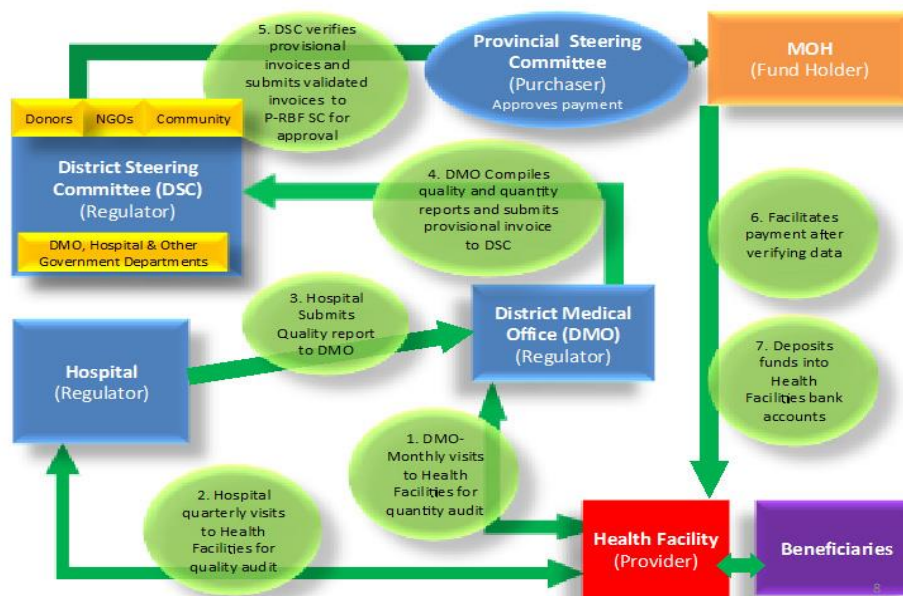 5. DSC verifies
provisional
invoices and
submits validated
invoices to
P-RBF SC for
approval
Provincial Steering
Committee
(Purchaser)
Approves payment
MOH
(Fund Holder)
Donors
NGOs
Community
District Steering
Committee (DSC)
(Regulator)
DMO, Hospital & Other
Government Departments
4. DMO Compiles
quality and quantity
reports and submits
provisional invoice
to DSC
6. Facilitates
payment after
verifying data
3. Hospital
Submits
Quality report
to DMO
District Medical
Office (DMO)
(Regulator)
Hospital
(Regulator)
7. Deposits
funds into
Health
Facilities bank
accounts
1. DMO-
Monthly visits
to Health
Facilities for
quantity audit
2. Hospital
quarterly visits
to Health
Facilities for
quality audit
Health Facility
(Provider)
Beneficiaries
8